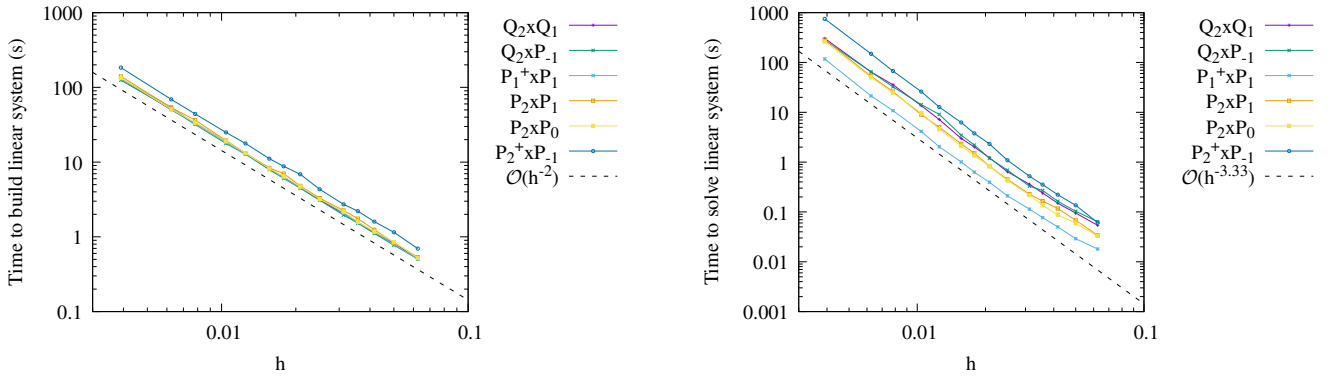 Time to build linear system (s)
1000
100
10
1
0.1
0.01
0.1
h
Q₂xQ₁
Q₂xP₋₁
P₁⁺xP₁
P₂xP₁
P₂xP₀
P₂⁺xP₋₁
𝒪(h⁻²)
Time to solve linear system (s)
1000
100
10
1
0.1
0.01
0.001
0.01
0.1
h
Q₂xQ₁
Q₂xP₋₁
P₁⁺xP₁
P₂xP₁
P₂xP₀
P₂⁺xP₋₁
𝒪(h⁻³·³³)